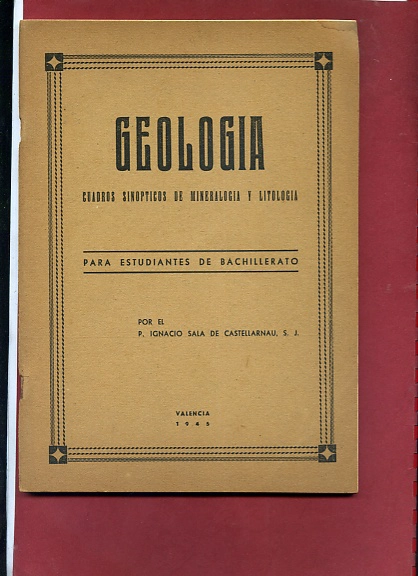 GEOLOGIA
CUADROS SINOPTICOS DE MINERALOGIA Y LITOLOGIA
PARA ESTUDIANTES DE BACHILLERATO
POR EL
P. IGNACIO SALA DE CASTELLARNAU, S. J.
VALENCIA
1945